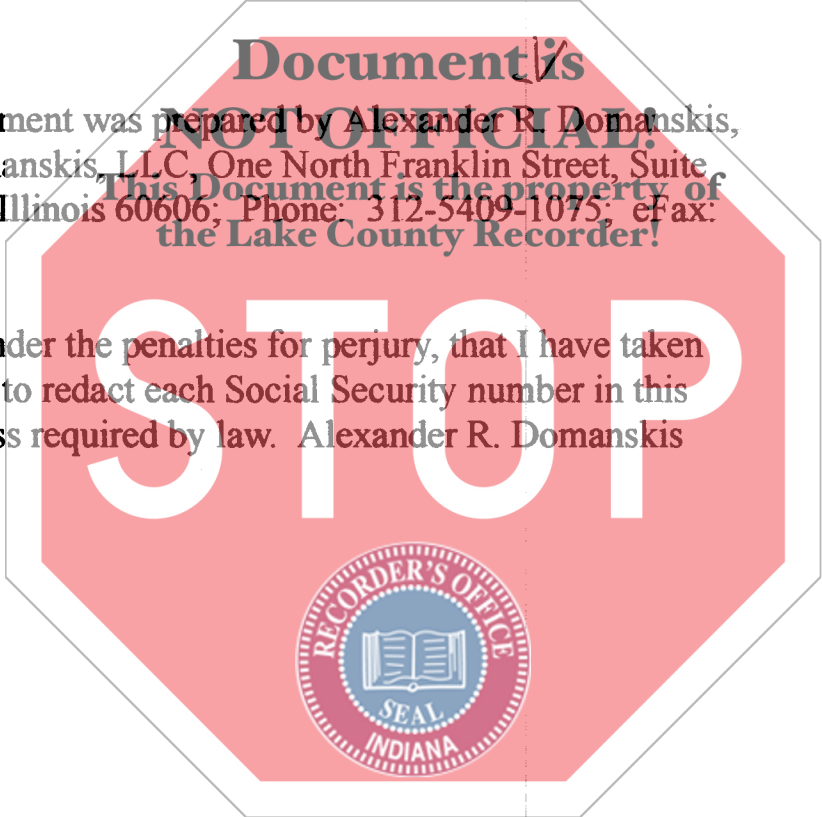 Document is
ment was prepared by Alexander R. Domanskis,
NOT OFFICIAL!
anskis, LLC, One North Franklin Street, Suite
This Document is the property of
Illinois 60606; Phone: 312-5409-1075; eFax:
the Lake County Recorder!
der the penalties for perjury, that I have taken
to redact each Social Security number in this
ss required by law. Alexander R. Domanskis
STOP
RECORDER'S OFFICE
SEAL
INDIANA